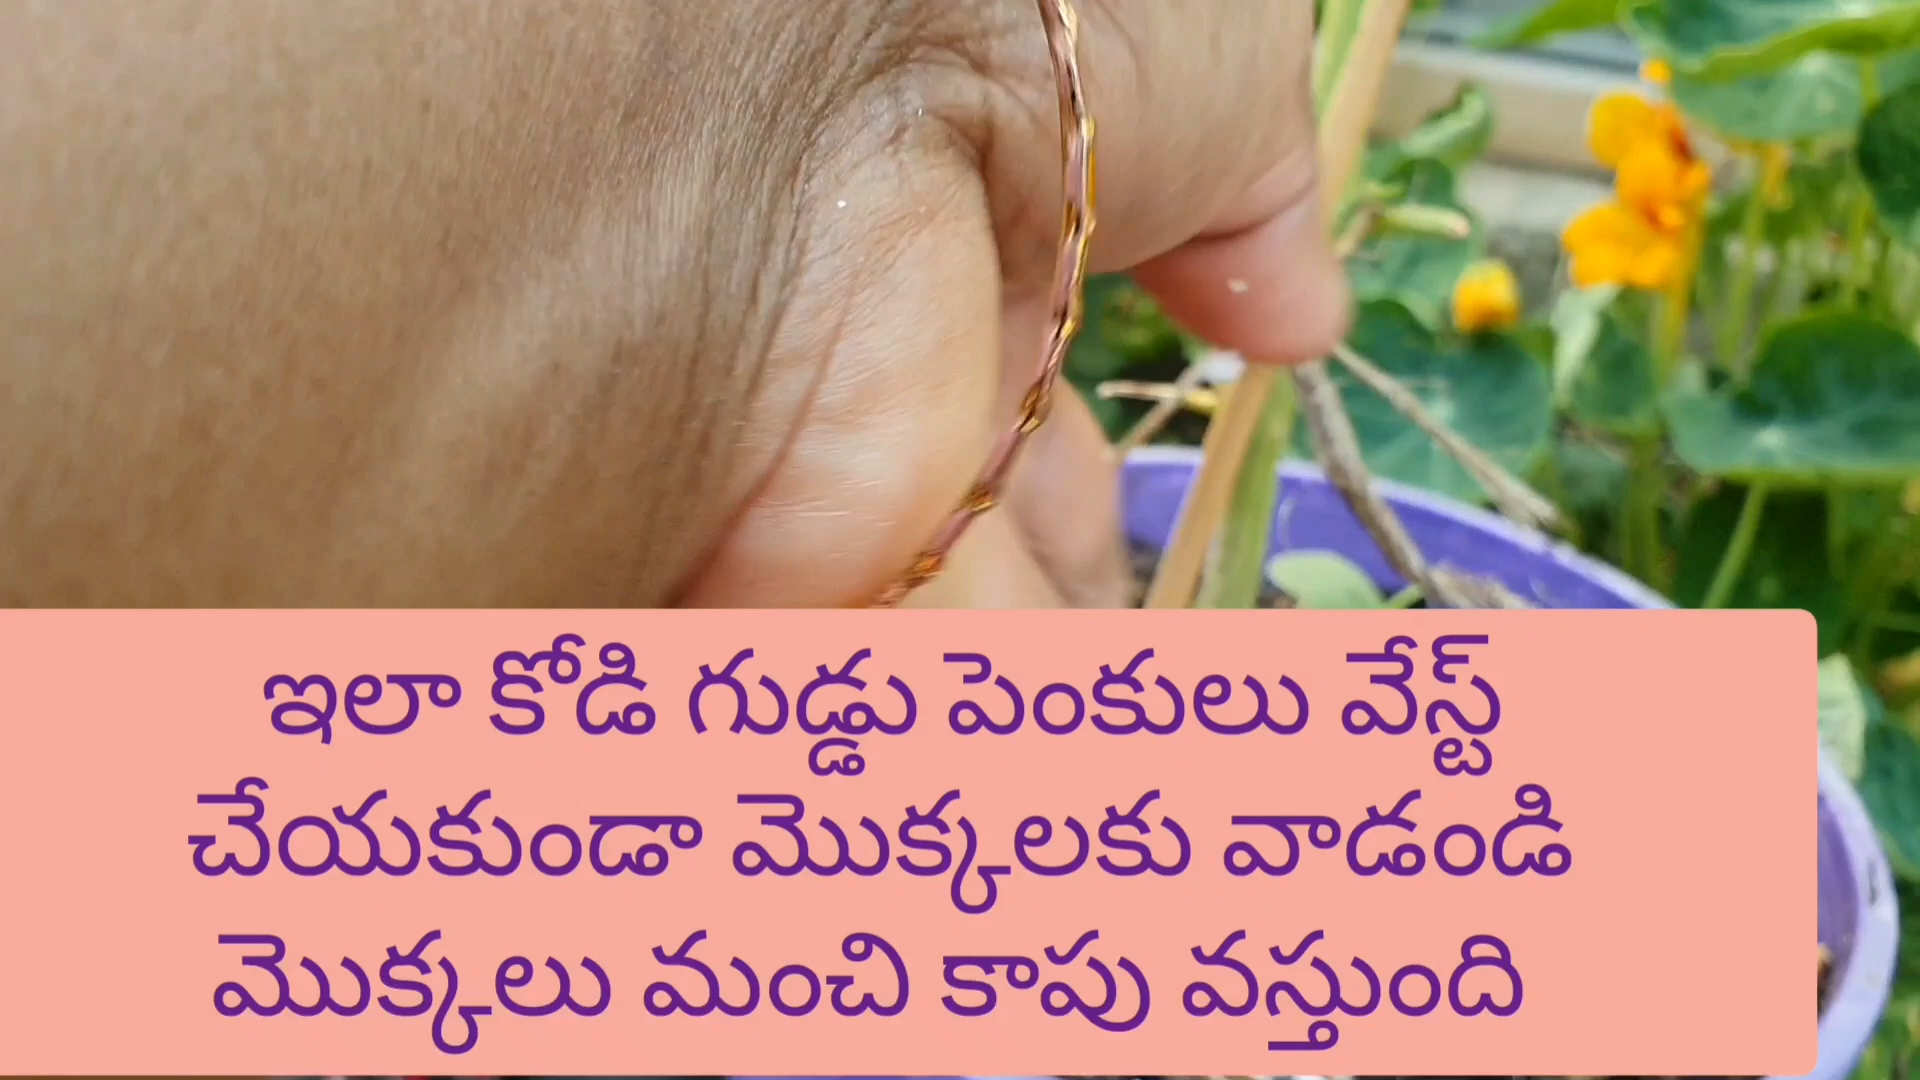 ఇలా కోడి గుడ్డు పెంకులు వేస్ట్
చేయకుండా మొక్కలకు వాడండి
మొక్కలు మంచి కాపు వస్తుంది